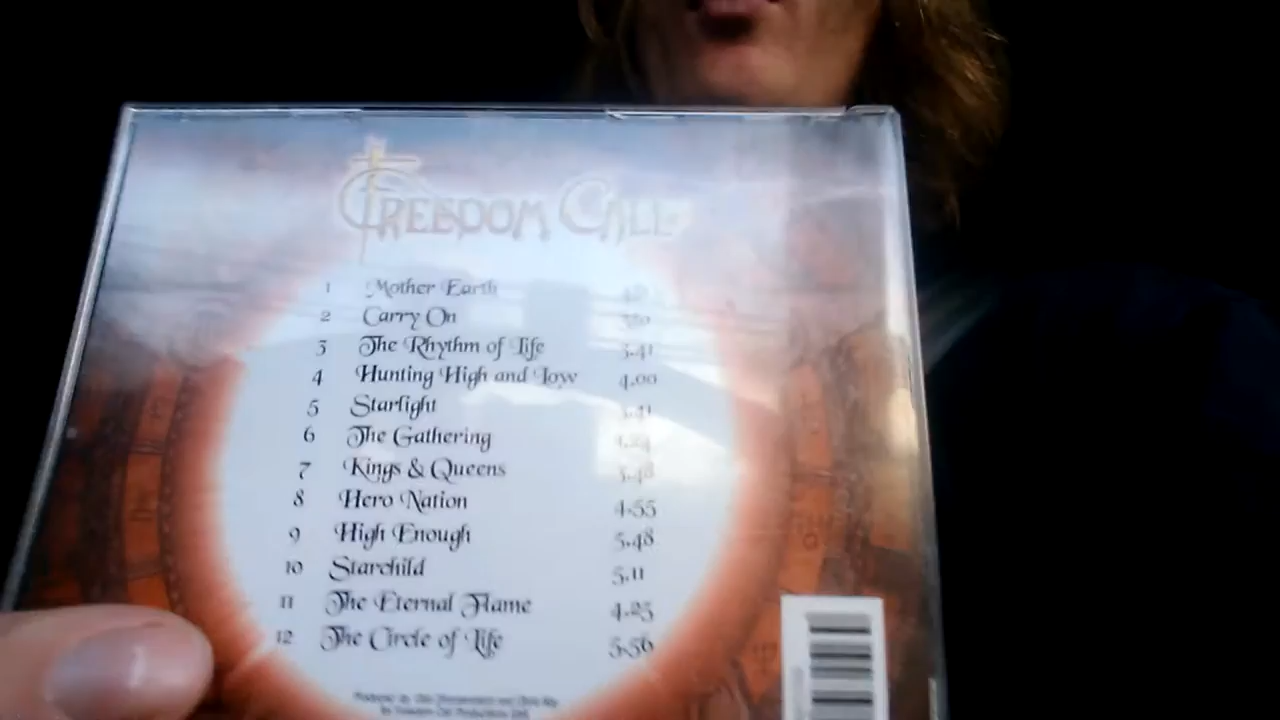 FREEDOM CALL
1 Mother Earth
2 Carry On
3 The Rhythm of Life 3.41
4 Hunting High and Low 4.00
5 Starlight
6 The Gathering
7 Kings & Queens
8 Hero Nation 4.55
9 High Enough 5.48
10 Starchild 5.11
11 The Eternal Flame 4.25
12 The Circle of Life 5.56